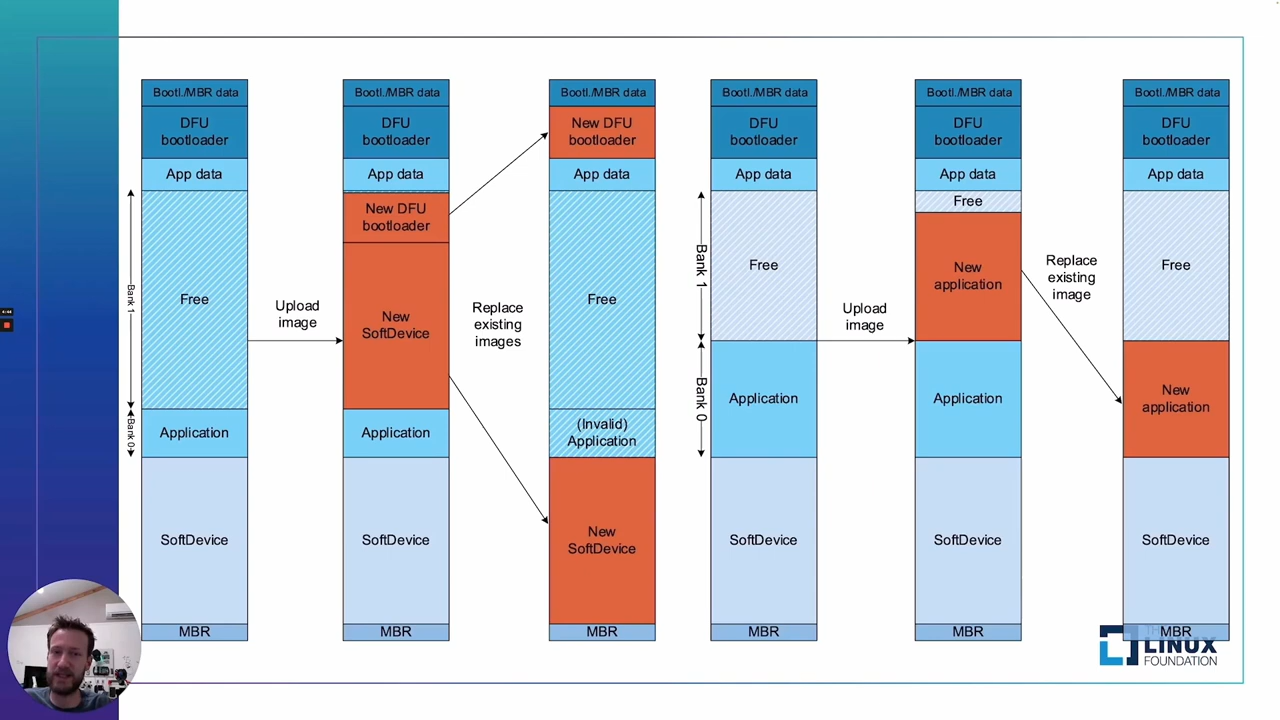 Bootl./MBR data
DFU
bootloader
App data
Bank 1
Free
Bank 0
Application
SoftDevice
MBR
Upload
image
Bootl./MBR data
DFU
bootloader
App data
New DFU
bootloader
New
SoftDevice
Application
SoftDevice
MBR
Replace
existing
images
Bootl./MBR data
New DFU
bootloader
App data
Free
(Invalid)
Application
New
SoftDevice
MBR
Bootl./MBR data
DFU
bootloader
App data
Bank 1
Free
Bank 0
Application
SoftDevice
MBR
Upload
image
Bootl./MBR data
DFU
bootloader
App data
Free
New
application
Application
SoftDevice
MBR
Replace
existing
image
Bootl./MBR data
DFU
bootloader
App data
Free
New
application
SoftDevice
MBR
LINUX
FOUNDATION